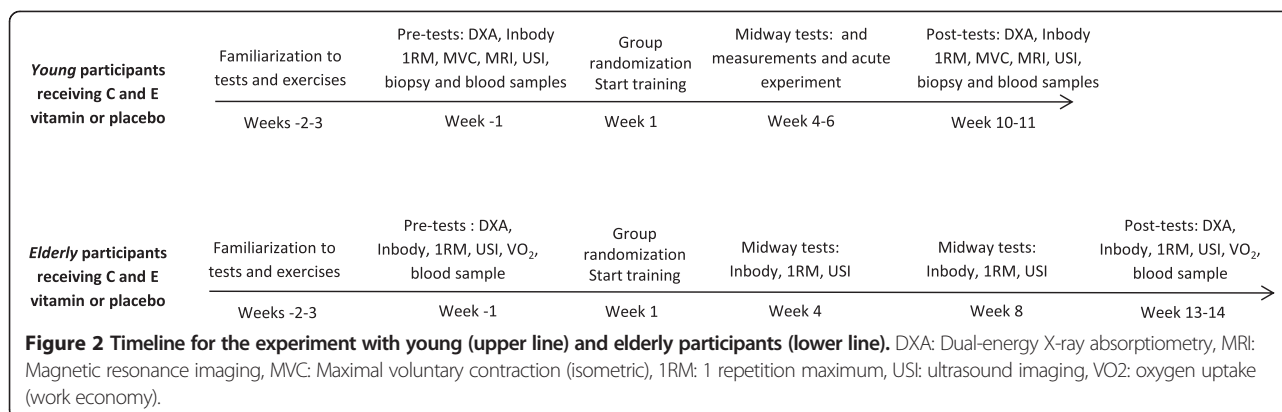 Young participants
receiving C and E
vitamin or placebo
Familiarization to
tests and exercises
Weeks -2-3
Pre-tests: DXA, Inbody
1RM, MVC, MRI, USI,
biopsy and blood samples
Week -1
Group
randomization
Start training
Week 1
Midway tests: and
measurements and acute
experiment
Week 4-6
Post-tests: DXA, Inbody
1RM, MVC, MRI, USI,
biopsy and blood samples
Week 10-11
Elderly participants
receiving C and E
vitamin or placebo
Familiarization to
tests and exercises
Weeks -2-3
Pre-tests : DXA,
Inbody, 1RM, USI, VO₂,
blood sample
Week -1
Group
randomization
Start training
Week 1
Midway tests:
Inbody, 1RM, USI
Week 4
Midway tests:
Inbody, 1RM, USI
Week 8
Post-tests: DXA,
Inbody, 1RM, USI, VO₂,
blood sample
Week 13-14
Figure 2 Timeline for the experiment with young (upper line) and elderly participants (lower line). DXA: Dual-energy X-ray absorptiometry, MRI:
Magnetic resonance imaging, MVC: Maximal voluntary contraction (isometric), 1RM: 1 repetition maximum, USI: ultrasound imaging, VO2: oxygen uptake
(work economy).